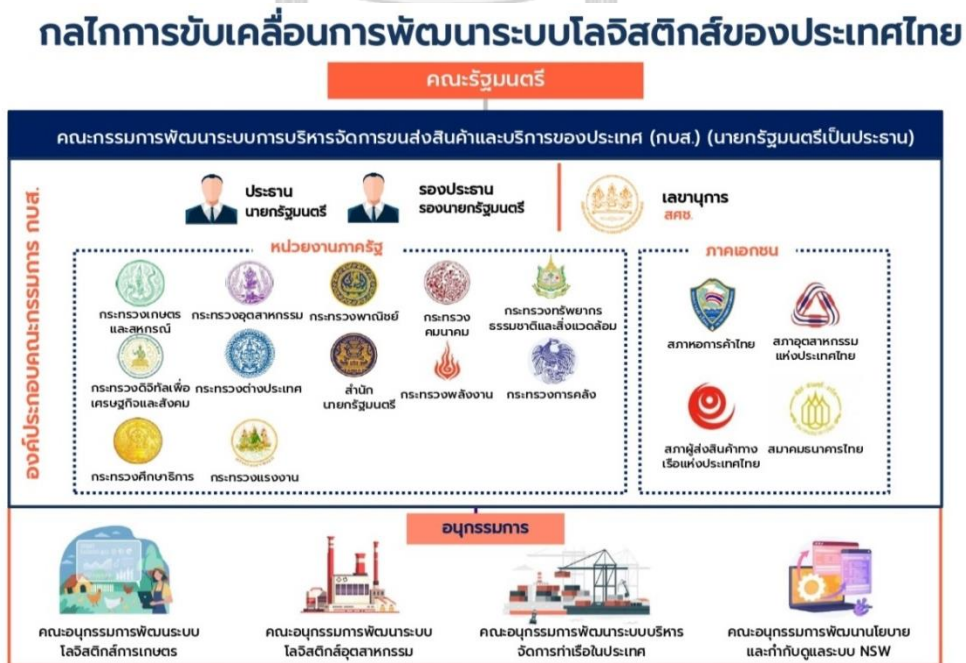 กลไกการขับเคลื่อนการพัฒนาระบบโลจิสติกส์ของประเทศไทย
คณะรัฐมนตรี
คณะกรรมการพัฒนาระบบการบริหารจัดการขนส่งสินค้าและบริการของประเทศ (กบส.) (นายกรัฐมนตรีเป็นประธาน)
องค์ประกอบคณะกรรมการ กบส.
ประธาน
นายกรัฐมนตรี
รองประธาน
รองนายกรัฐมนตรี
เลขานุการ
สศช.
หน่วยงานภาครัฐ
กระทรวงเกษตร
และสหกรณ์
กระทรวงอุตสาหกรรม
กระทรวงพาณิชย์
กระทรวง
คมนาคม
กระทรวงทรัพยากร
ธรรมชาติและสิ่งแวดล้อม
กระทรวงดิจิทัลเพื่อ
เศรษฐกิจและสังคม
กระทรวงต่างประเทศ
สำนัก
นายกรัฐมนตรี
กระทรวงพลังงาน
กระทรวงการคลัง
กระทรวงศึกษาธิการ
กระทรวงแรงงาน
ภาคเอกชน
สภาหอการค้าไทย
สภาอุตสาหกรรม
แห่งประเทศไทย
สภาผู้ส่งสินค้าทาง
เรือแห่งประเทศไทย
สมาคมธนาคารไทย
อนุกรรมการ
คณะอนุกรรมการพัฒนระบบ
โลจิสติกส์การเกษตร
คณะอนุกรรมการพัฒนาระบบ
โลจิสติกส์อุตสาหกรรม
คณะอนุกรรมการพัฒนาระบบบริหาร
จัดการท่าเรือในประเทศ
คณะอนุกรรมการพัฒนานโยบาย
และกำกับดูแลระบบ NSW